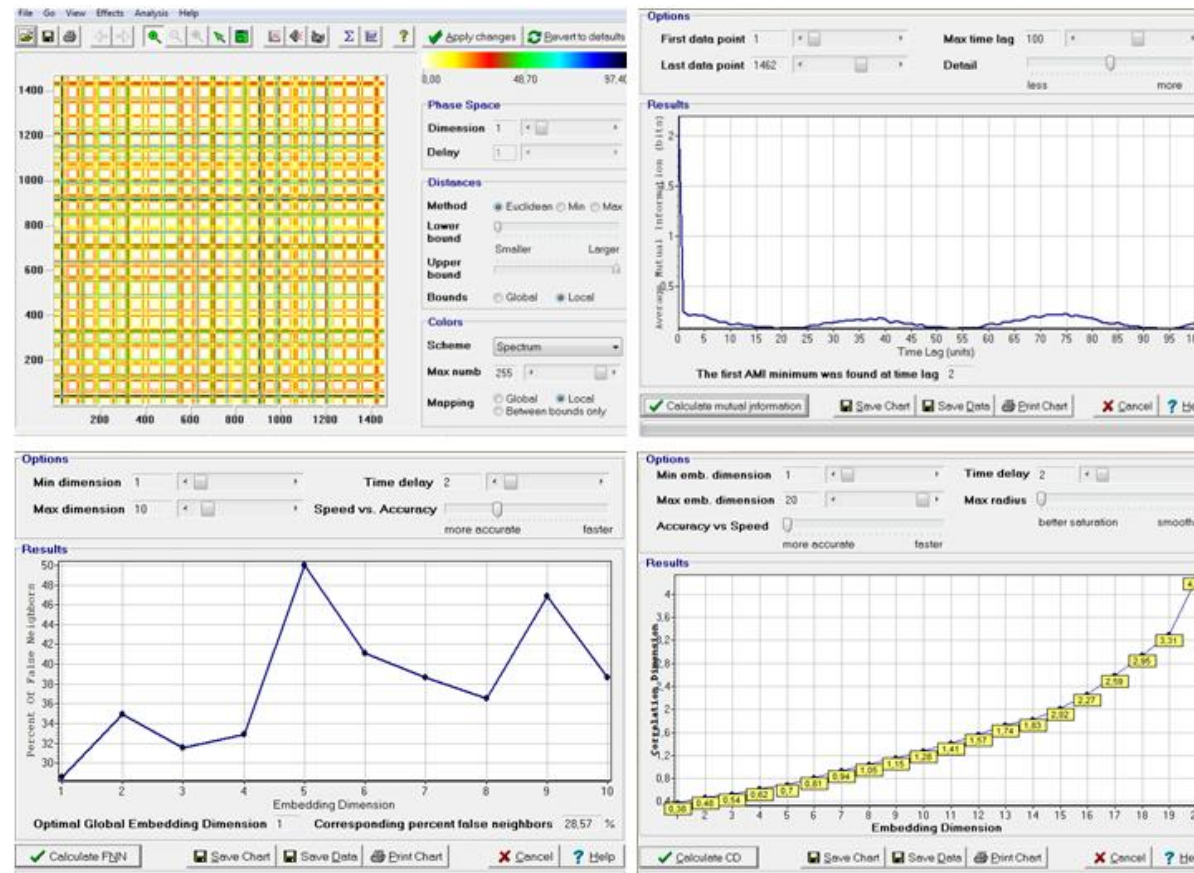 File Go View Effects Analysis Help
Apply changes Revert to defaults
0,00 48,70 97,40
Phase Space
Dimension 1
Delay 1
Distances
Method Euclidean Min Max
Lower bound
Smaller Larger
Upper bound
Bounds Global Local
Colors
Scheme Spectrum
Max numb 255
Mapping Global Local
Between bounds only
1400
1200
1000
800
600
400
200
200 400 600 800 1000 1200 1400
Options
First data point 1 Max time lag 100
Last data point 1462 Detail
less more
Results
Average Mutual Information (bits)
0 5 10 15 20 25 30 35 40 45 50 55 60 65 70 75 80 85 90 95
Time Lag (units)
The first AMI minimum was found at time lag 2
Calculate mutual information Save Chart Save Data Print Chart Cancel ?
Options
Min dimension 1 Time delay 2
Max dimension 10 Speed vs. Accuracy
more accurate faster
Results
Percent Of False Neighbors
50
48
46
44
42
40
38
36
34
32
30
1 2 3 4 5 6 7 8 9 10
Embedding Dimension
Optimal Global Embedding Dimension 1 Corresponding percent false neighbors 28,57 %
Calculate FNN Save Chart Save Data Print Chart Cancel ? Help
Options
Min emb. dimension 1 Time delay 2
Max emb. dimension 20 Max radius
better saturation
Accuracy vs Speed
more accurate faster
Results
Correlation Dimension
4
3,6
2
0,8
0,36 0,48 0,54 0,62 0,7 0,81 0,94 1,05 1,15 1,28 1,41 1,57 1,74 1,83 2,02 2,27 2,59 2,95 3,31
2 3 4 5 6 7 8 9 10 11 12 13 14 15 16 17 18 19
Embedding Dimension
Calculate CD Save Chart Save Data Print Chart Cancel ?